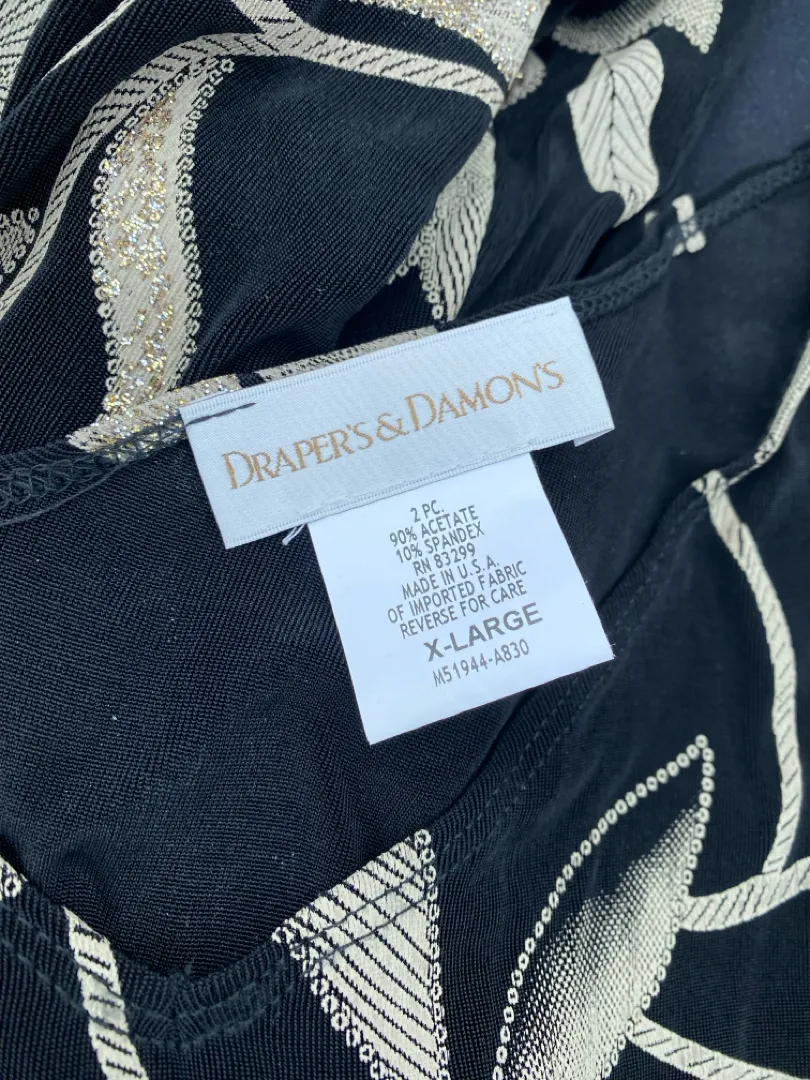 DRAPER'S & DAMON'S
2 PC.
90% ACETATE
10% SPANDEX
RN 83299
MADE IN U.S.A.
OF IMPORTED FABRIC
REVERSE FOR CARE
X-LARGE
M51944-A830